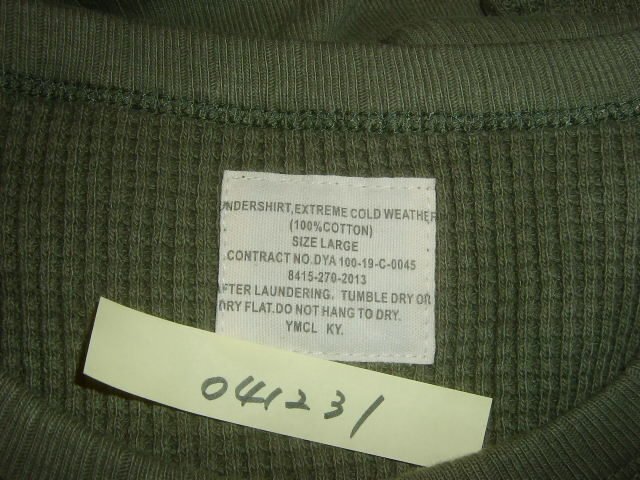 UNDERSHIRT,EXTREME COLD WEATHER
(100%COTTON)
SIZE LARGE
CONTRACT NO.DYA 100-19-C-0045
8415-270-2013
AFTER LAUNDERING, TUMBLE DRY OR
DRY FLAT.DO NOT HANG TO DRY.
YMCL KY.
041231